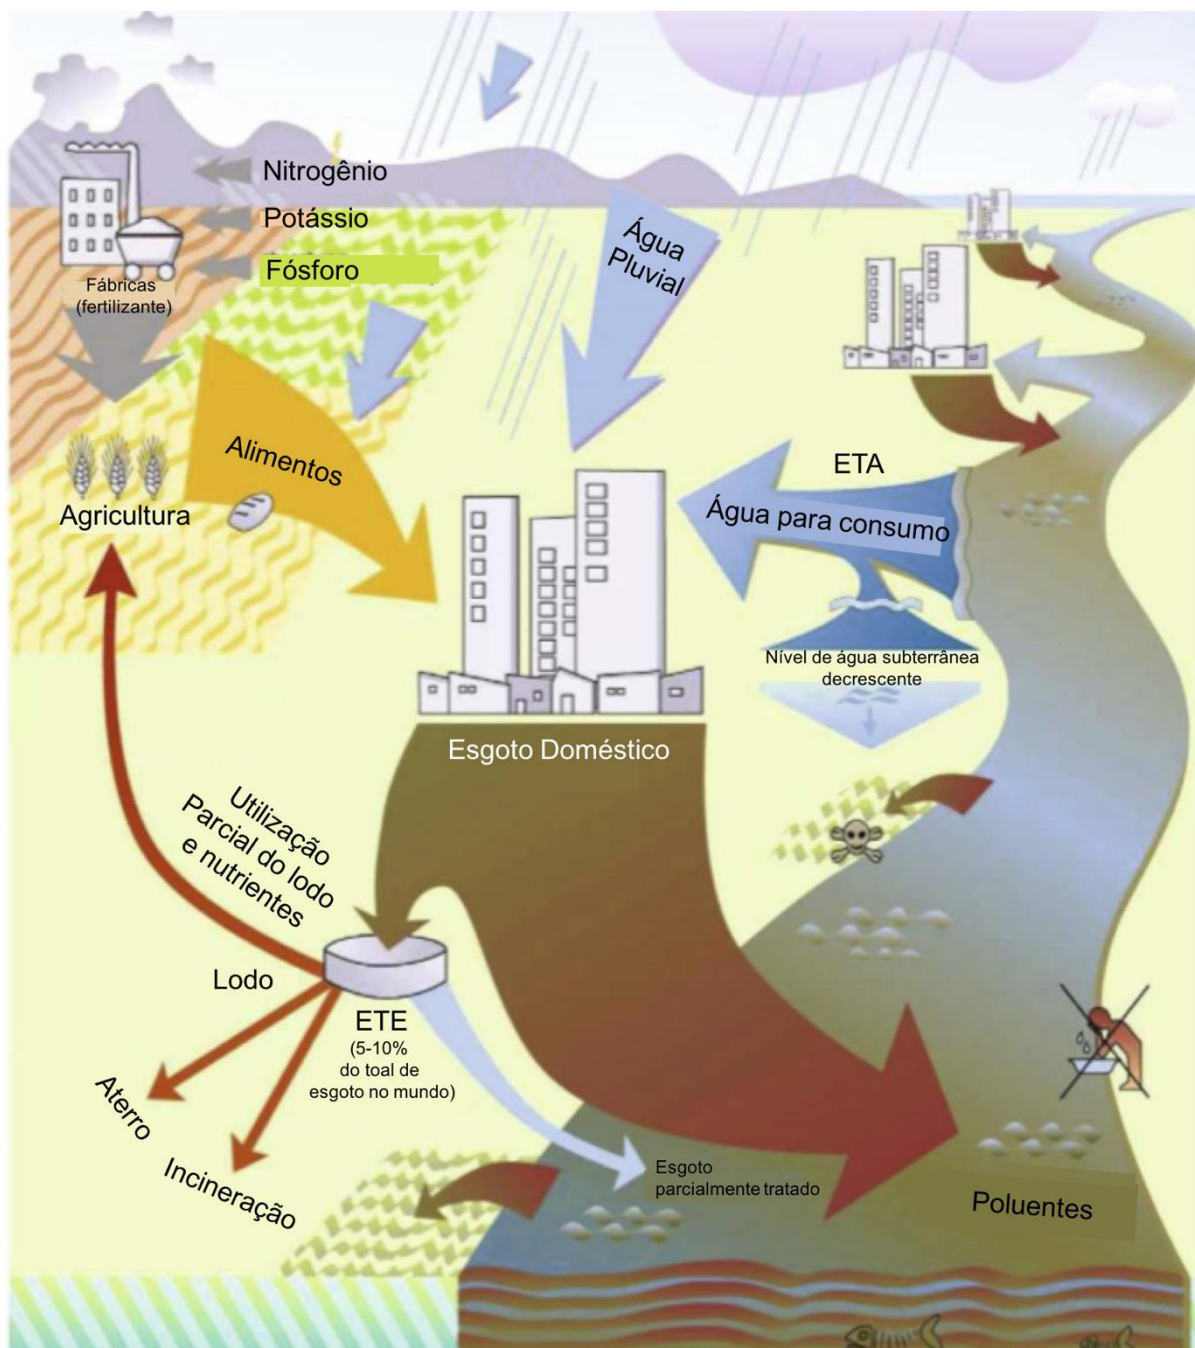 Nitrogênio
Potássio
Fósforo
Fábricas
(fertilizante)
Água
Pluvial
Alimentos
Agricultura
ETA
Água para consumo
Nível de água subterrânea
decrescente
Esgoto Doméstico
Utilização
Parcial do lodo
e nutrientes
Lodo
ETE
(5-10%
do toal de
esgoto no mundo)
Aterro
Incineração
Esgoto
parcialmente tratado
Poluentes